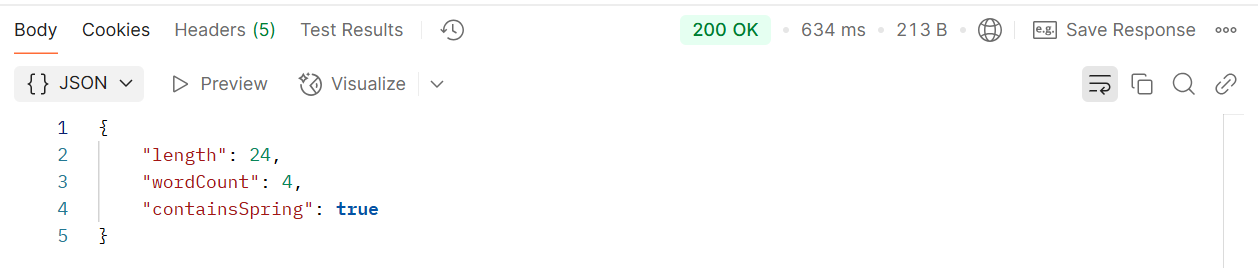 Body Cookies Headers (5) Test Results 200 OK 634 ms 213 B e.g. Save Response
{} JSON Preview Visualize
1 {
2 "length": 24,
3 "wordCount": 4,
4 "containsSpring": true
5 }